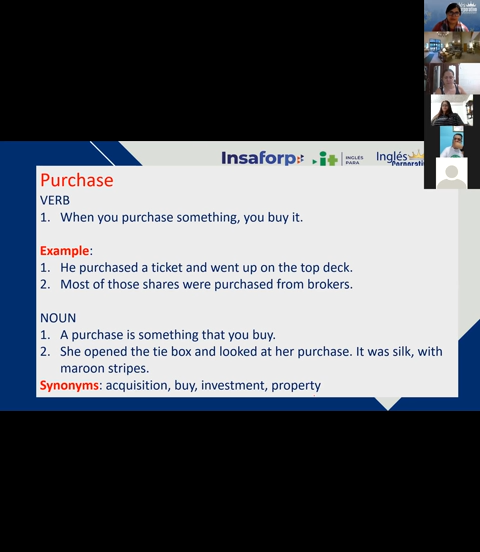 Insaforp
it
INGLÉS
PARA
Inglés
Corporativo
Purchase
VERB
1. When you purchase something, you buy it.
Example:
1. He purchased a ticket and went up on the top deck.
2. Most of those shares were purchased from brokers.
NOUN
1. A purchase is something that you buy.
2. She opened the tie box and looked at her purchase. It was silk, with
maroon stripes.
Synonyms: acquisition, buy, investment, property